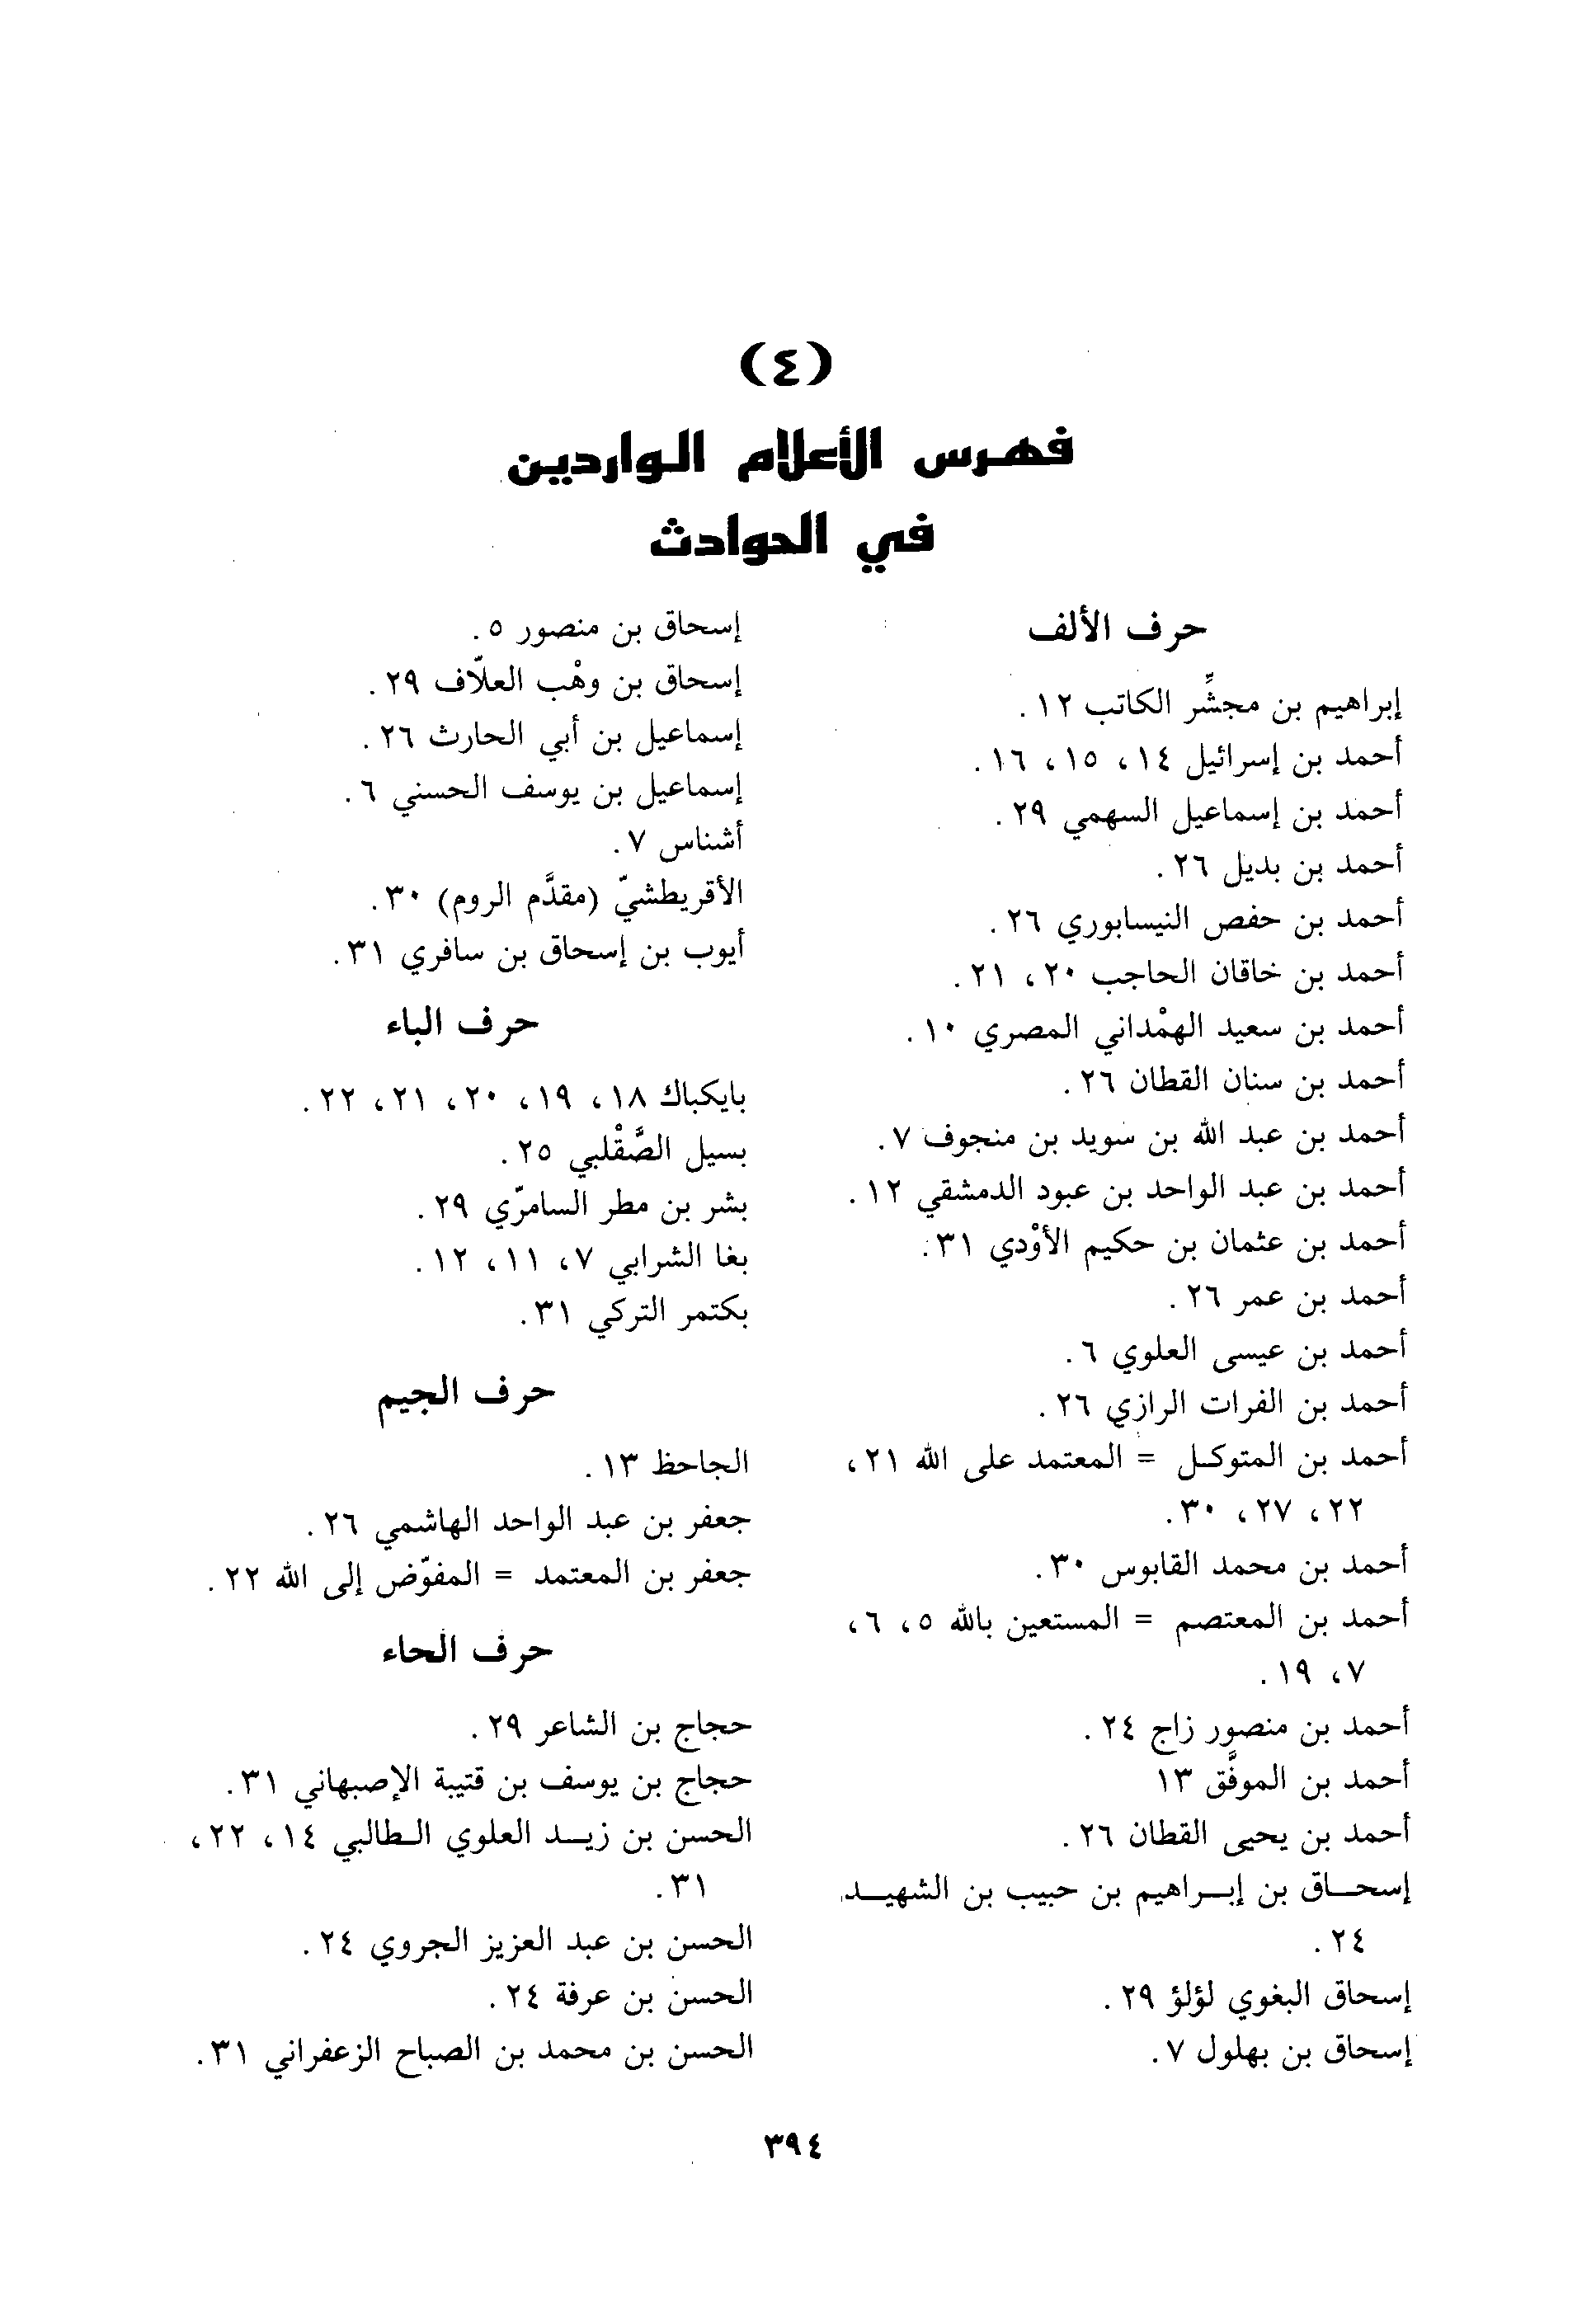 (٤)
فهرس الأعلام الواردين
في الحوادث
حرف الألف
إبراهيم بن مجشِّر الكاتب ١٢.
أحمد بن إسرائيل ١٤، ١٥، ١٦.
أحمد بن إسماعيل السهمي ٢٩.
أحمد بن بديل ٢٦.
أحمد بن حفص النيسابوري ٢٦.
أحمد بن خاقان الحاجب ٢٠، ٢١.
أحمد بن سعيد الهمْداني المصري ١٠.
أحمد بن سنان القطان ٢٦.
أحمد بن عبد الله بن سويد بن منجوف ٧.
أحمد بن عبد الواحد بن عبود الدمشقي ١٢.
أحمد بن عثمان بن حكيم الأوْدي ٣١.
أحمد بن عمر ٢٦.
أحمد بن عيسى العلوي ٦.
أحمد بن الفرات الرازي ٢٦.
أحمد بن المتوكل = المعتمد على الله ٢١،
٢٢، ٢٧، ٣٠.
أحمد بن محمد القابوس ٣٠.
أحمد بن المعتصم = المستعين بالله ٥، ٦،
٧، ١٩.
أحمد بن منصور زاج ٢٤.
أحمد بن الموفَّق ١٣
أحمد بن يحيى القطان ٢٦.
إسحاق بن إبراهيم بن حبيب بن الشهيد
٢٤.
إسحاق البغوي لؤلؤ ٢٩.
إسحاق بن بهلول ٧.
إسحاق بن منصور ٥.
إسحاق بن وهْب العلّاف ٢٩.
إسماعيل بن أبي الحارث ٢٦.
إسماعيل بن يوسف الحسني ٦.
أشناس ٧.
الأقريطشيّ (مقدَّم الروم) ٣٠.
أيوب بن إسحاق بن سافري ٣١.
حرف الباء
بايكباك ١٨، ١٩، ٢٠، ٢١، ٢٢.
بسيل الصَّقْلبي ٢٥.
بشر بن مطر السامرّي ٢٩.
بغا الشرابي ٧، ١١، ١٢.
بكتمر التركي ٣١.
حرف الجيم
الجاحظ ١٣.
جعفر بن عبد الواحد الهاشمي ٢٦.
جعفر بن المعتمد = المفوّض إلى الله ٢٢.
حرف الحاء
حجاج بن الشاعر ٢٩.
حجاج بن يوسف بن قتيبة الإصبهاني ٣١.
الحسن بن زيد العلوي الطالبي ١٤، ٢٢،
٣١.
الحسن بن عبد العزيز الجروي ٢٤.
الحسن بن عرفة ٢٤.
الحسن بن محمد بن الصباح الزعفراني ٣١.
٣٩٤